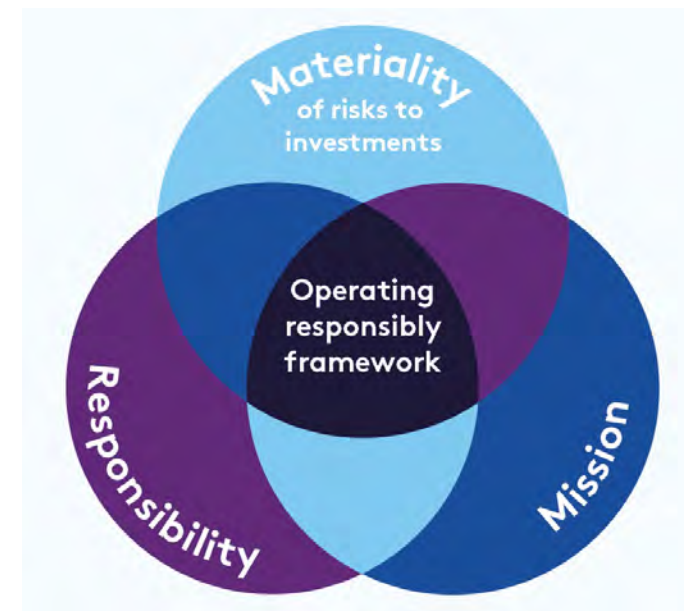 Materiality
of risks to
investments
Operating
responsibly
framework
Responsibility
Mission